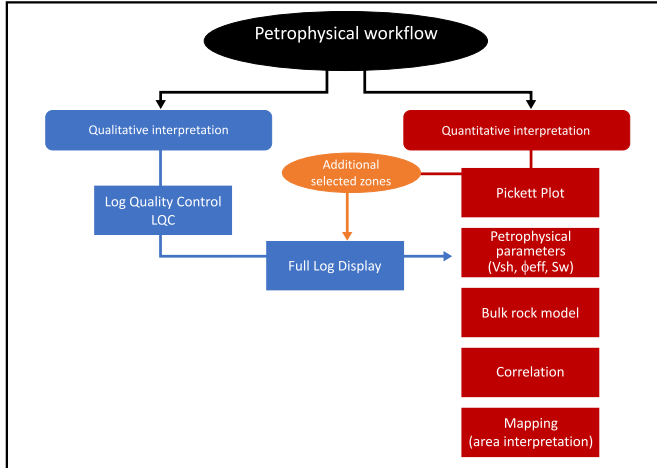 Petrophysical workflow
Qualitative interpretation
Quantitative interpretation
Additional
selected zones
Log Quality Control
LQC
Pickett Plot
Full Log Display
Petrophysical
parameters
(Vsh, ϕeff, Sw)
Bulk rock model
Correlation
Mapping
(area interpretation)